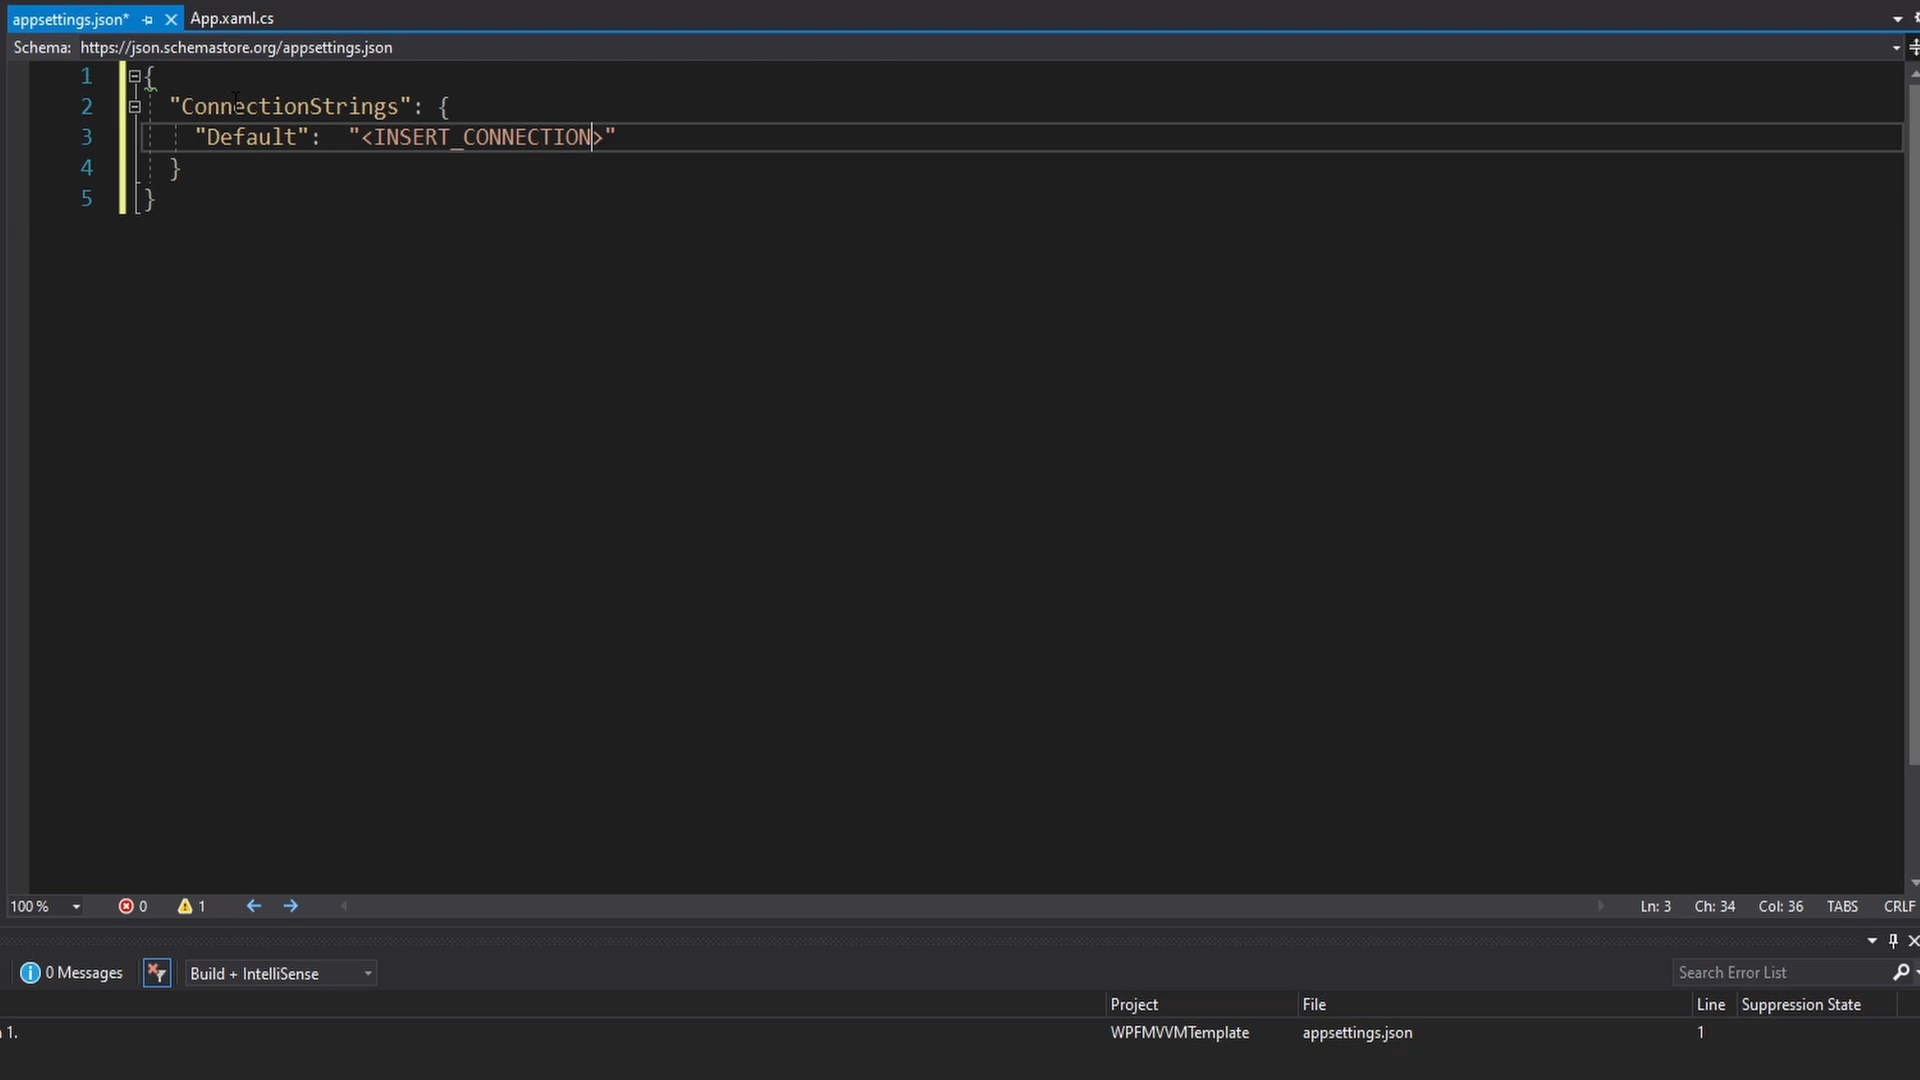 appsettings.json* App.xaml.cs
Schema: https://json.schemastore.org/appsettings.json
1 {
2 "ConnectionStrings": {
3 "Default": "<INSERT_CONNECTION>"
4 }
5 }
100 % 0 1 Ln: 3 Ch: 34 Col: 36 TABS CRLF
0 Messages Build + IntelliSense Search Error List
Project File Line Suppression State
1. WPFMVVMTemplate appsettings.json 1